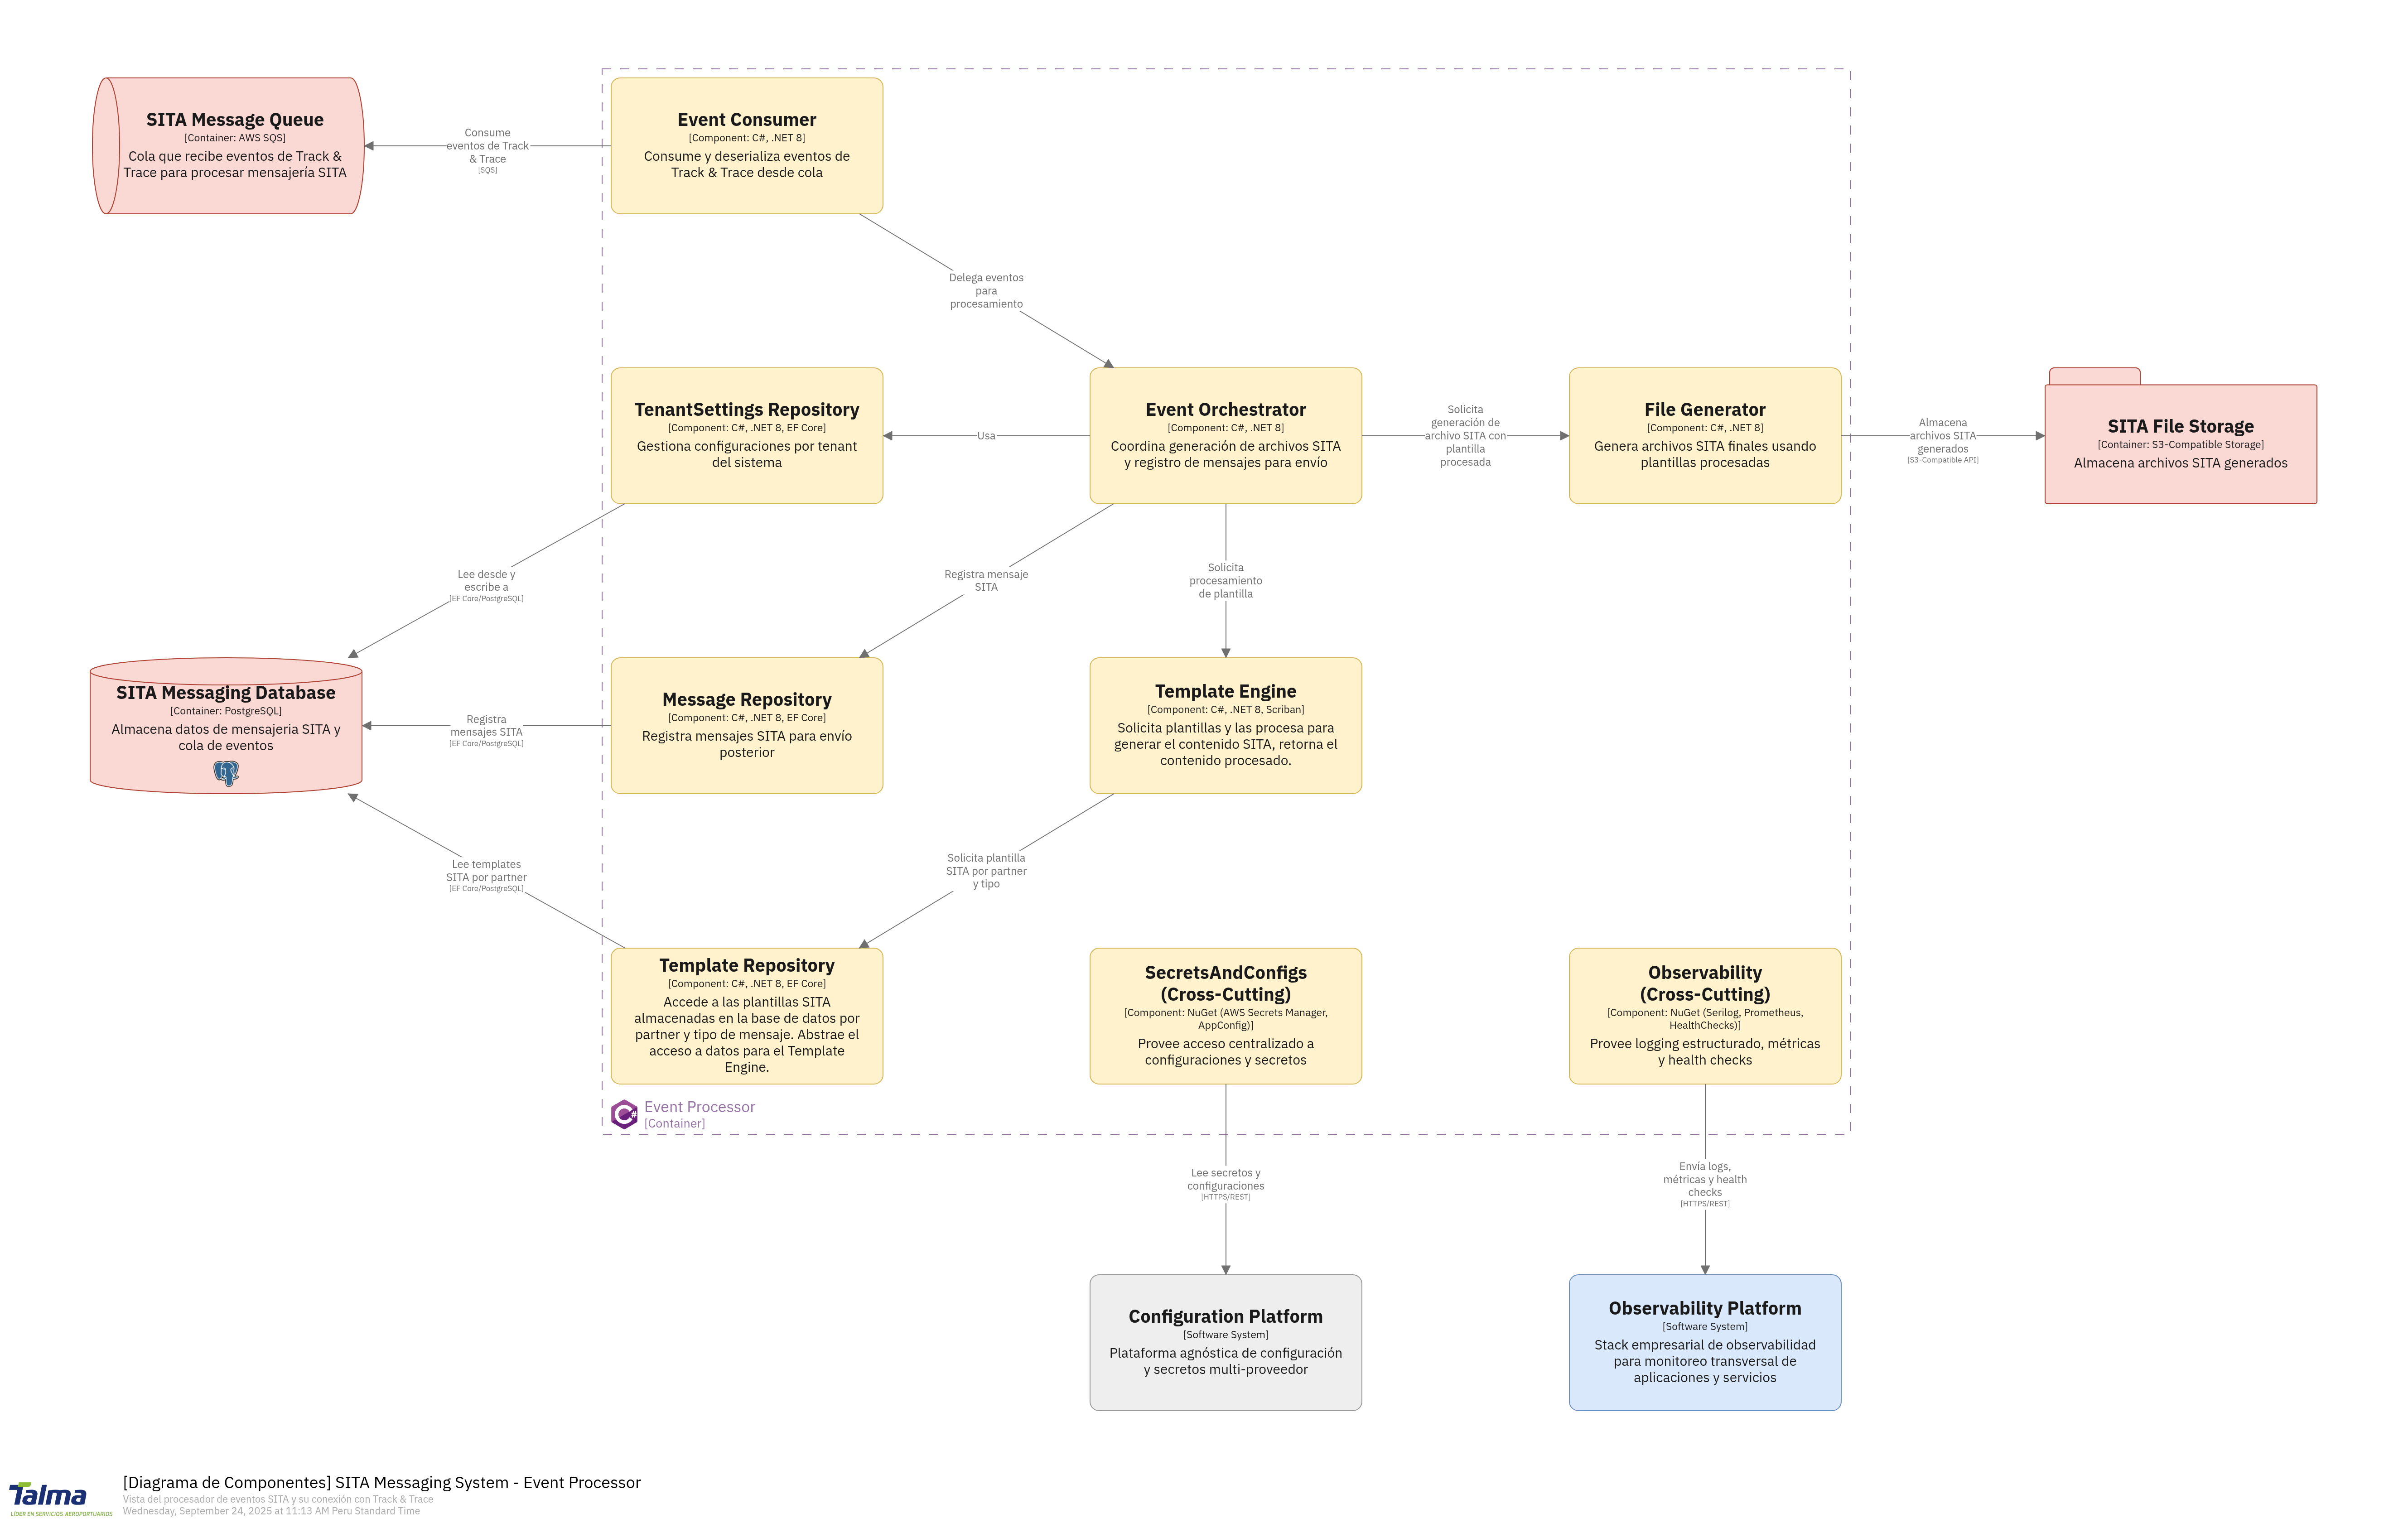 SITA Message Queue
[Container: AWS SQS]
Cola que recibe eventos de Track &
Trace para procesar mensajería SITA
Consume
eventos de Track
& Trace
[SQS]
Event Consumer
[Component: C#, .NET 8]
Consume y deserializa eventos de
Track & Trace desde cola
Delega eventos
para
procesamiento
TenantSettings Repository
[Component: C#, .NET 8, EF Core]
Gestiona configuraciones por tenant
del sistema
Usa
Event Orchestrator
[Component: C#, .NET 8]
Coordina generación de archivos SITA
y registro de mensajes para envío
Solicita
generación de
archivo SITA con
plantilla
procesada
File Generator
[Component: C#, .NET 8]
Genera archivos SITA finales usando
plantillas procesadas
Almacena
archivos SITA
generados
[S3-Compatible API]
SITA File Storage
[Container: S3-Compatible Storage]
Almacena archivos SITA generados
Lee desde y
escribe a
[EF Core/PostgreSQL]
Registra mensaje
SITA
Solicita
procesamiento
de plantilla
SITA Messaging Database
[Container: PostgreSQL]
Almacena datos de mensajeria SITA y
cola de eventos
Registra
mensajes SITA
[EF Core/PostgreSQL]
Message Repository
[Component: C#, .NET 8, EF Core]
Registra mensajes SITA para envío
posterior
Template Engine
[Component: C#, .NET 8, Scriban]
Solicita plantillas y las procesa para
generar el contenido SITA, retorna el
contenido procesado.
Lee templates
SITA por partner
[EF Core/PostgreSQL]
Solicita plantilla
SITA por partner
y tipo
Template Repository
[Component: C#, .NET 8, EF Core]
Accede a las plantillas SITA
almacenadas en la base de datos por
partner y tipo de mensaje. Abstrae el
acceso a datos para el Template
Engine.
SecretsAndConfigs
(Cross-Cutting)
[Component: NuGet (AWS Secrets Manager,
AppConfig)]
Provee acceso centralizado a
configuraciones y secretos
Observability
(Cross-Cutting)
[Component: NuGet (Serilog, Prometheus,
HealthChecks)]
Provee logging estructurado, métricas
y health checks
Event Processor
[Container]
Lee secretos y
configuraciones
[HTTPS/REST]
Envía logs,
métricas y health
checks
[HTTPS/REST]
Configuration Platform
[Software System]
Plataforma agnóstica de configuración
y secretos multi-proveedor
Observability Platform
[Software System]
Stack empresarial de observabilidad
para monitoreo transversal de
aplicaciones y servicios
Talma
LÍDER EN SERVICIOS AEROPORTUARIOS
[Diagrama de Componentes] SITA Messaging System - Event Processor
Vista del procesador de eventos SITA y su conexión con Track & Trace
Wednesday, September 24, 2025 at 11:13 AM Peru Standard Time